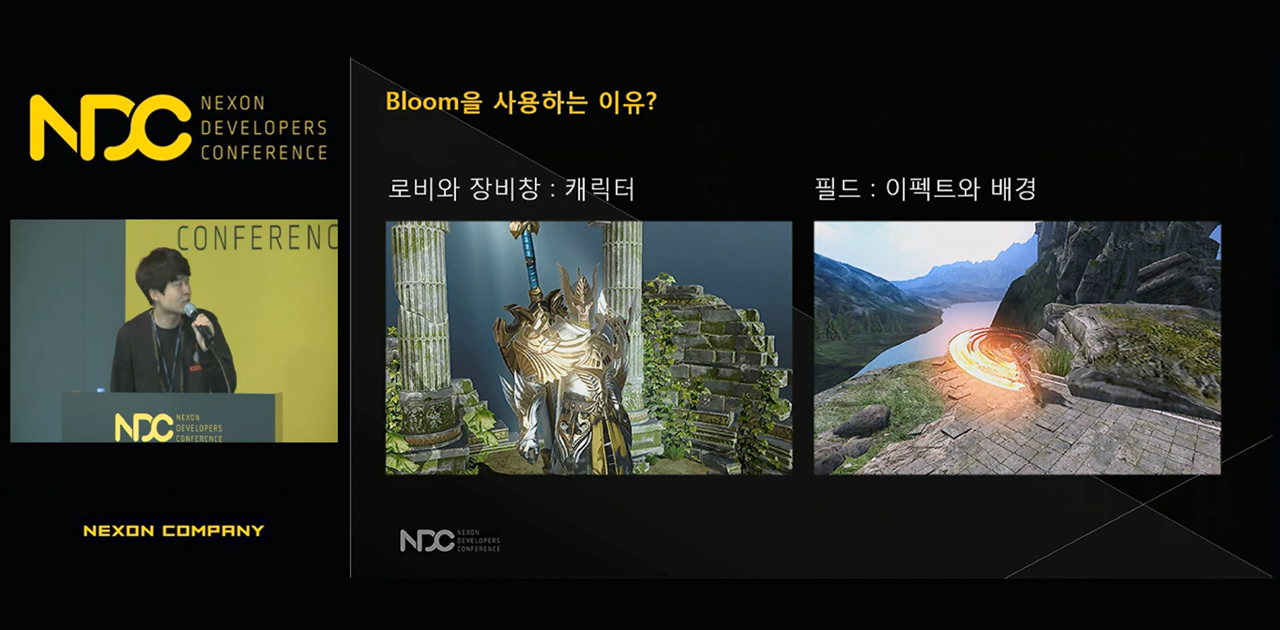 NDC
NEXON
DEVELOPERS
CONFERENCE
CONFERENC
NDC
NEXON
DEVELOPERS
CONFERENCE
NEXON COMPANY
Bloom을 사용하는 이유?
로비와 장비창 : 캐릭터
필드 : 이펙트와 배경
NDC
NEXON
DEVELOPERS
CONFERENCE